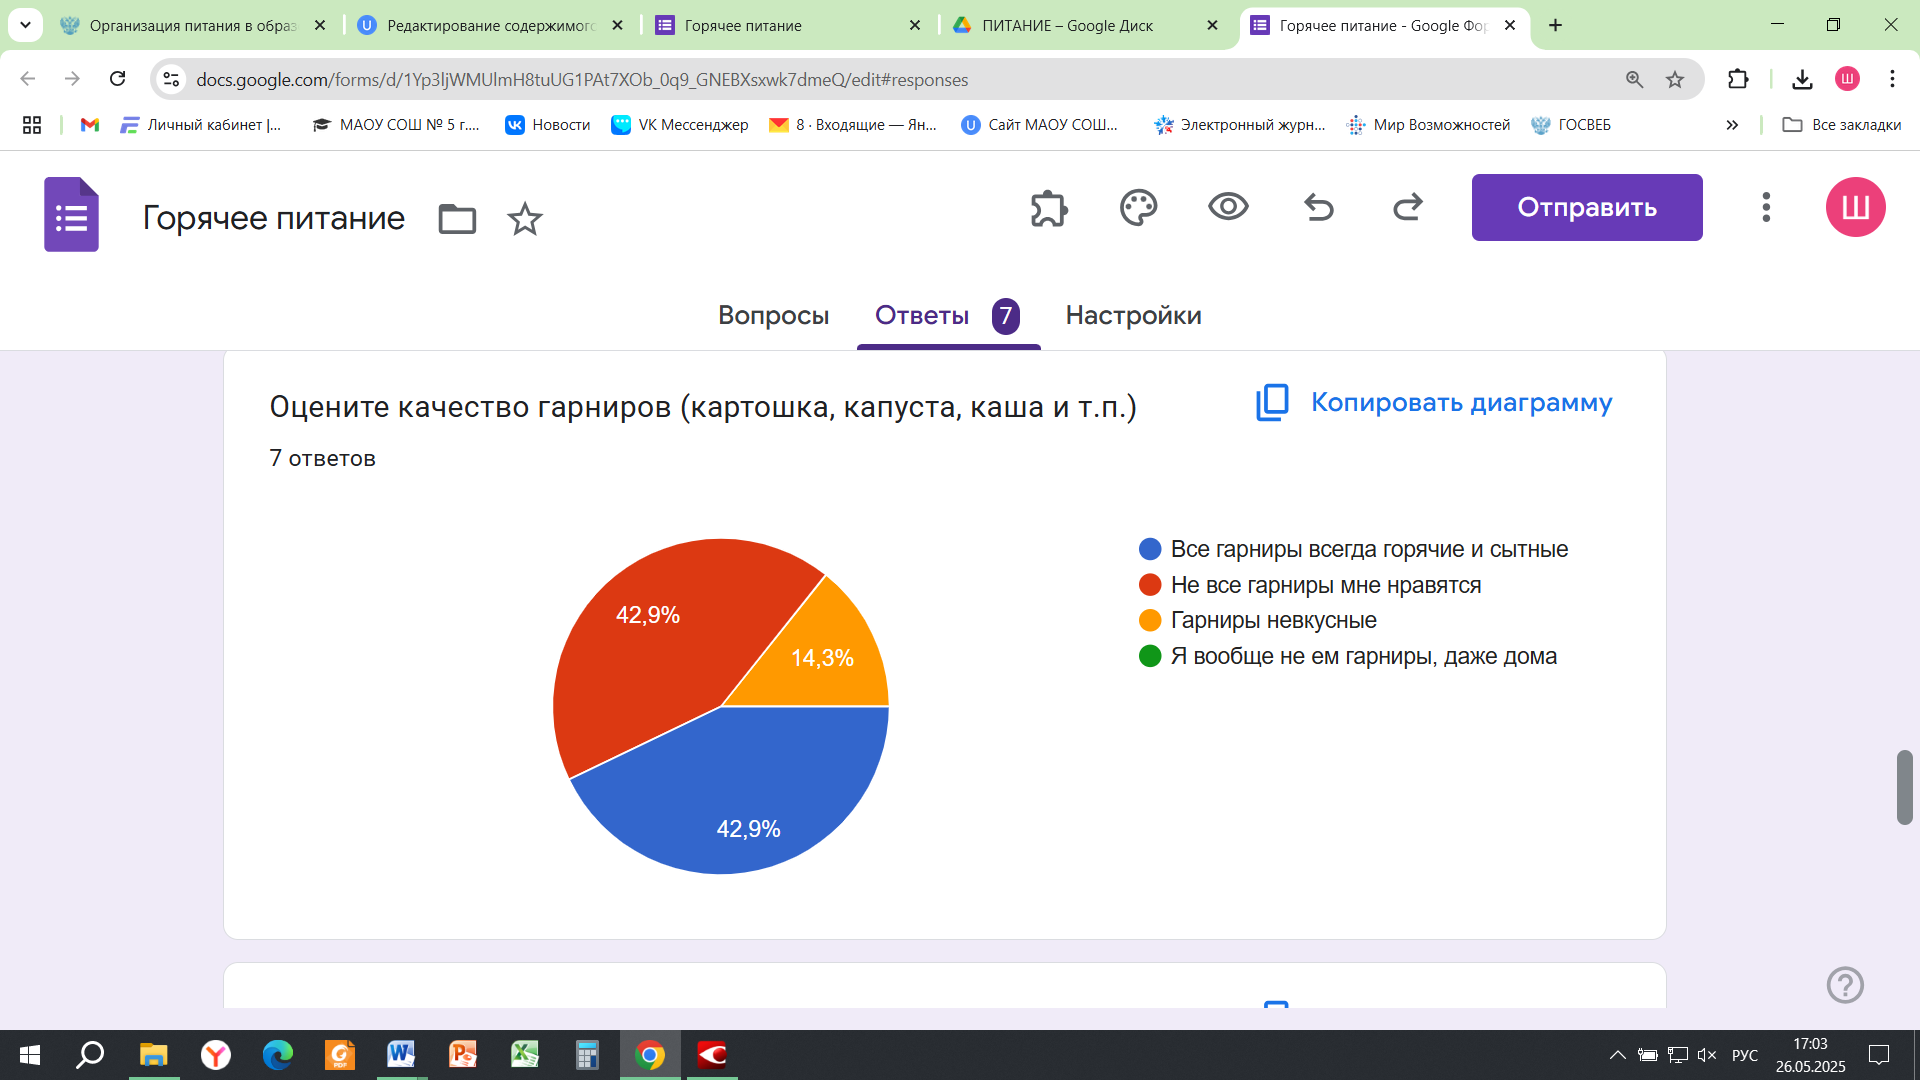 Организация питания в образ
Редактирование содержимого
Горячее питание
ПИТАНИЕ – Google Диск
Горячее питание - Google Фор
docs.google.com/forms/d/1Yp3ljWMUlmH8tuUG1PAt7XOb_0q9_GNEBXsxwk7dmeQ/edit#responses
Ш
Личный кабинет |...
МАОУ СОШ № 5 г....
Новости
VK Мессенджер
8 · Входящие — Ян...
Сайт МАОУ СОШ...
Электронный журн...
Мир Возможностей
ГОСВЕБ
Все закладки
Горячее питание
Отправить
Ш
Вопросы
Ответы 7
Настройки
Оцените качество гарниров (картошка, капуста, каша и т.п.)
Копировать диаграмму
7 ответов
42,9%
14,3%
42,9%
Все гарниры всегда горячие и сытные
Не все гарниры мне нравятся
Гарниры невкусные
Я вообще не ем гарниры, даже дома
РУС
17:03
26.05.2025